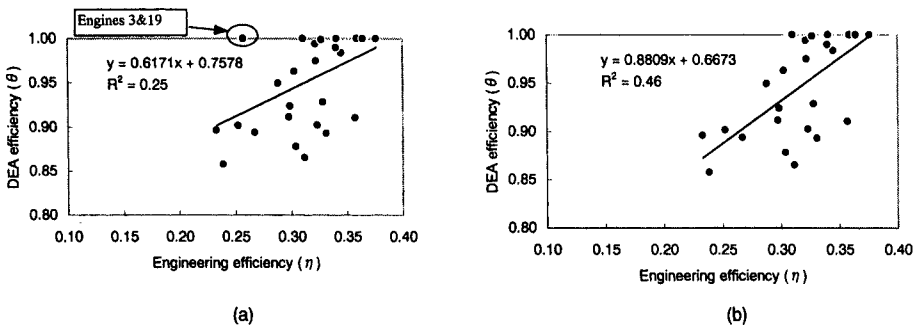 Engines 3&19
1.00
0.95
0.90
0.85
0.80
DEA efficiency (θ)
y = 0.6171x + 0.7578
R² = 0.25
0.10 0.15 0.20 0.25 0.30 0.35 0.40
Engineering efficiency (η)
(a)
1.00
0.95
0.90
0.85
0.80
DEA efficiency (θ)
y = 0.8809x + 0.6673
R² = 0.46
0.10 0.15 0.20 0.25 0.30 0.35 0.40
Engineering efficiency (η)
(b)